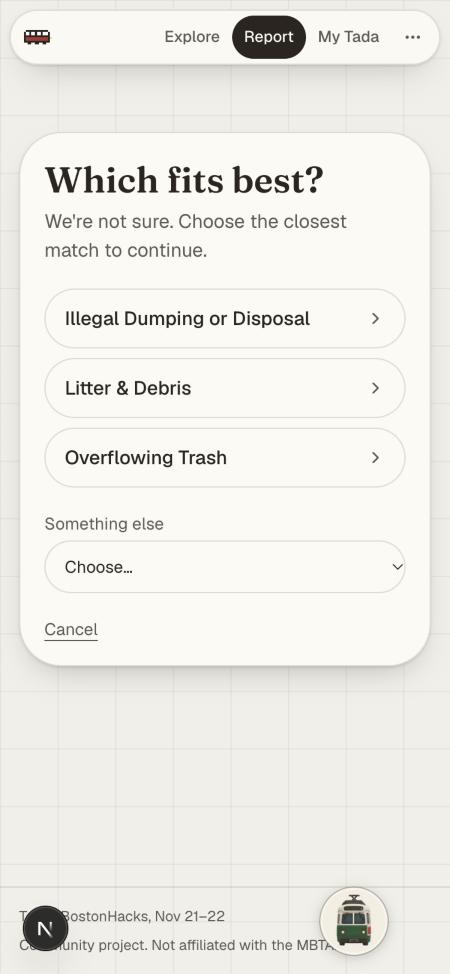 Explore Report My Tada
Which fits best?
We're not sure. Choose the closest
match to continue.
Illegal Dumping or Disposal
Litter & Debris
Overflowing Trash
Something else
Choose...
Cancel
N
BostonHacks, Nov 21–22
project. Not affiliated with the MBTA